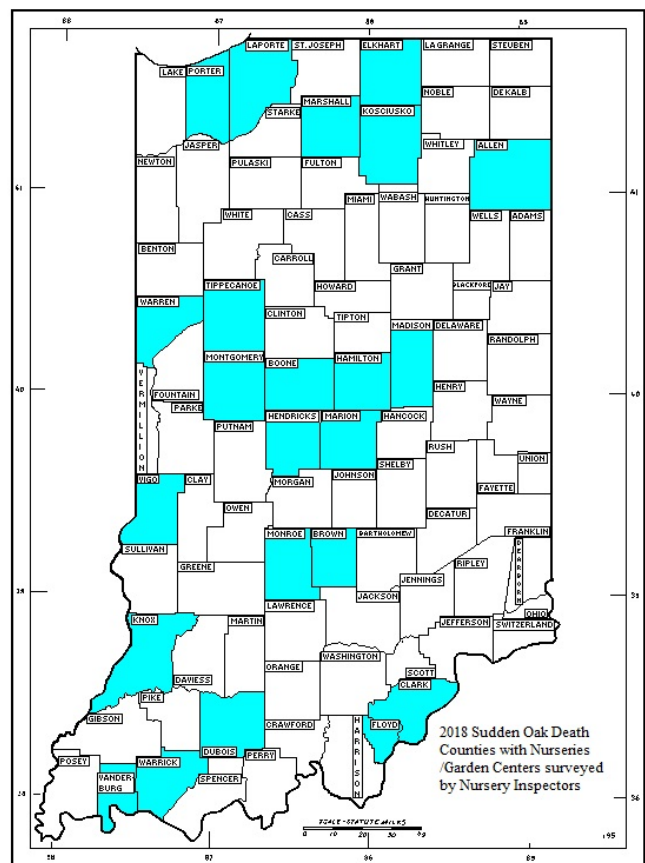 88 87 86 85
LAPORTE ST.JOSEPH ELKHART LAGRANGE STEUBEN
LAKE PORTER
NOBLE DEKALB
MARSHALL
KOSCIUSKO
STARKE
JASPER WHITLEY ALLEN
NEWTON PULASKI FULTON
41 41
MIAMI WABASH HUNTINGTON
WHITE CASS WELLS ADAMS
BENTON
CARROLL
GRANT
TIPPECANOE HOWARD BLACKFORD JAY
WARREN
CLINTON TIPTON
MADISON DELAWARE
RANDOLPH
MONTGOMERY BOONE HAMILTON
VERMILLION
40 40
FOUNTAIN HENRY
PARKE WAYNE
HENDRICKS MARION HANCOCK
PUTNAM
RUSH
UNION
SHELBY
VIGO CLAY MORGAN JOHNSON
FAYETTE
OWEN
DECATUR
MONROE BROWN BARTHOLOMEW FRANKLIN
SULLIVAN
DEARBORN
GREENE RIPLEY
JENNINGS
39 39
LAWRENCE JACKSON
OHIO
KNOX MARTIN JEFFERSON SWITZERLAND
WASHINGTON
ORANGE
SCOTT
DAVIESS CLARK
PIKE
GIBSON CRAWFORD FLOYD
HARRISON
DUBOIS PERRY
POSEY WARRICK
VANDER-
BURG
SPENCER
2018 Sudden Oak Death
Counties with Nurseries
/Garden Centers surveyed
by Nursery Inspectors
38
SCALE-STATUTE MILES
10 0 10 20 30 40
88 87 86 85